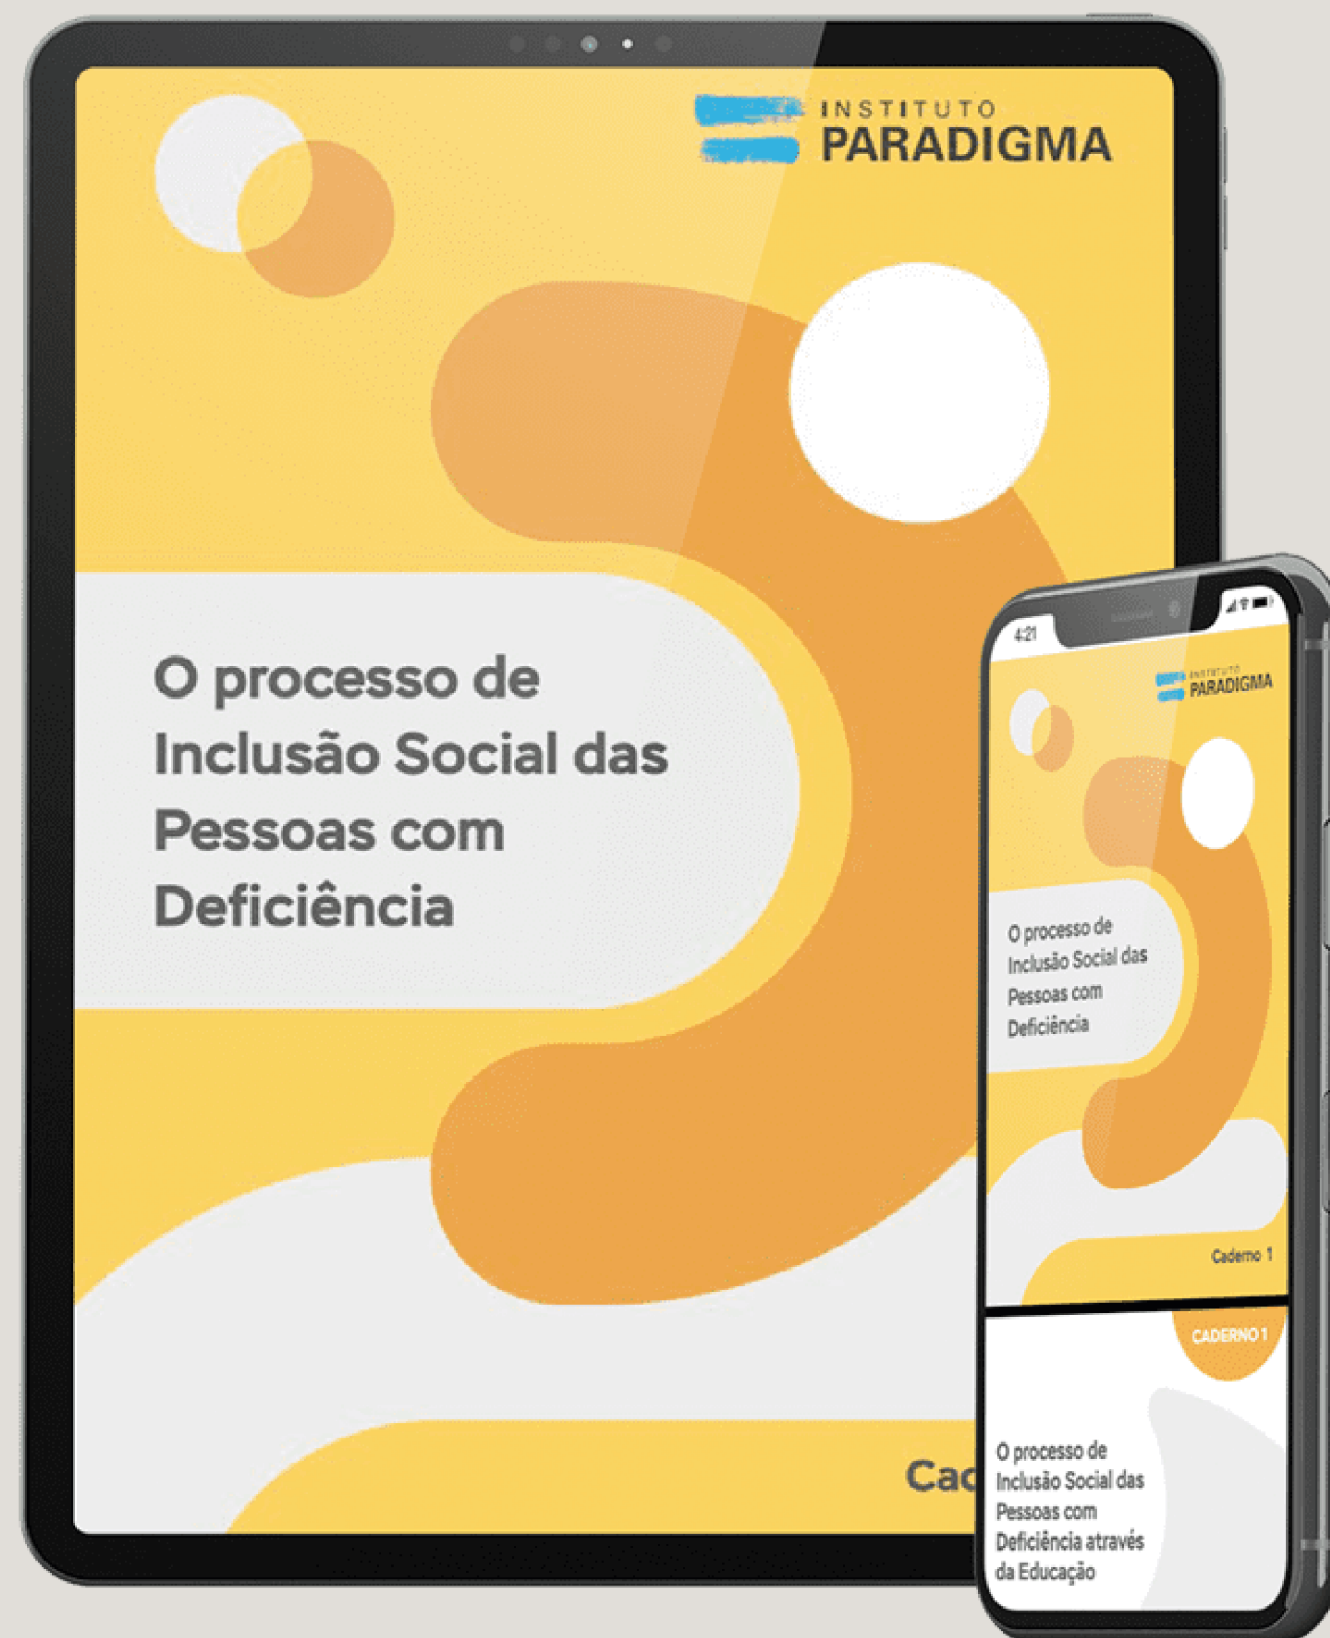 INSTITUTO
PARADIGMA
O processo de
Inclusão Social das
Pessoas com
Deficiência
Cad
4:21
INSTITUTO
PARADIGMA
O processo de
Inclusão Social das
Pessoas com
Deficiência
Caderno 1
CADERNO 1
O processo de
Inclusão Social das
Pessoas com
Deficiência através
da Educação